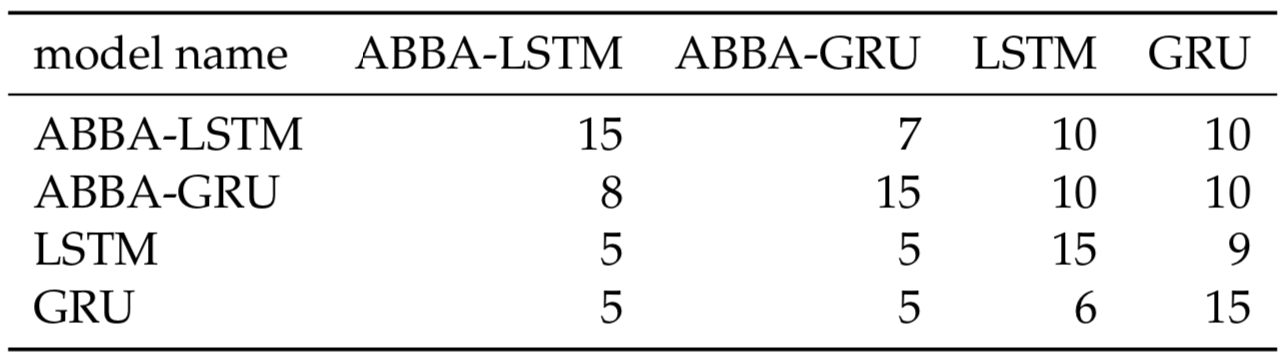 model name ABBA-LSTM ABBA-GRU LSTM GRU
ABBA-LSTM 15 7 10 10
ABBA-GRU 8 15 10 10
LSTM 5 5 15 9
GRU 5 5 6 15